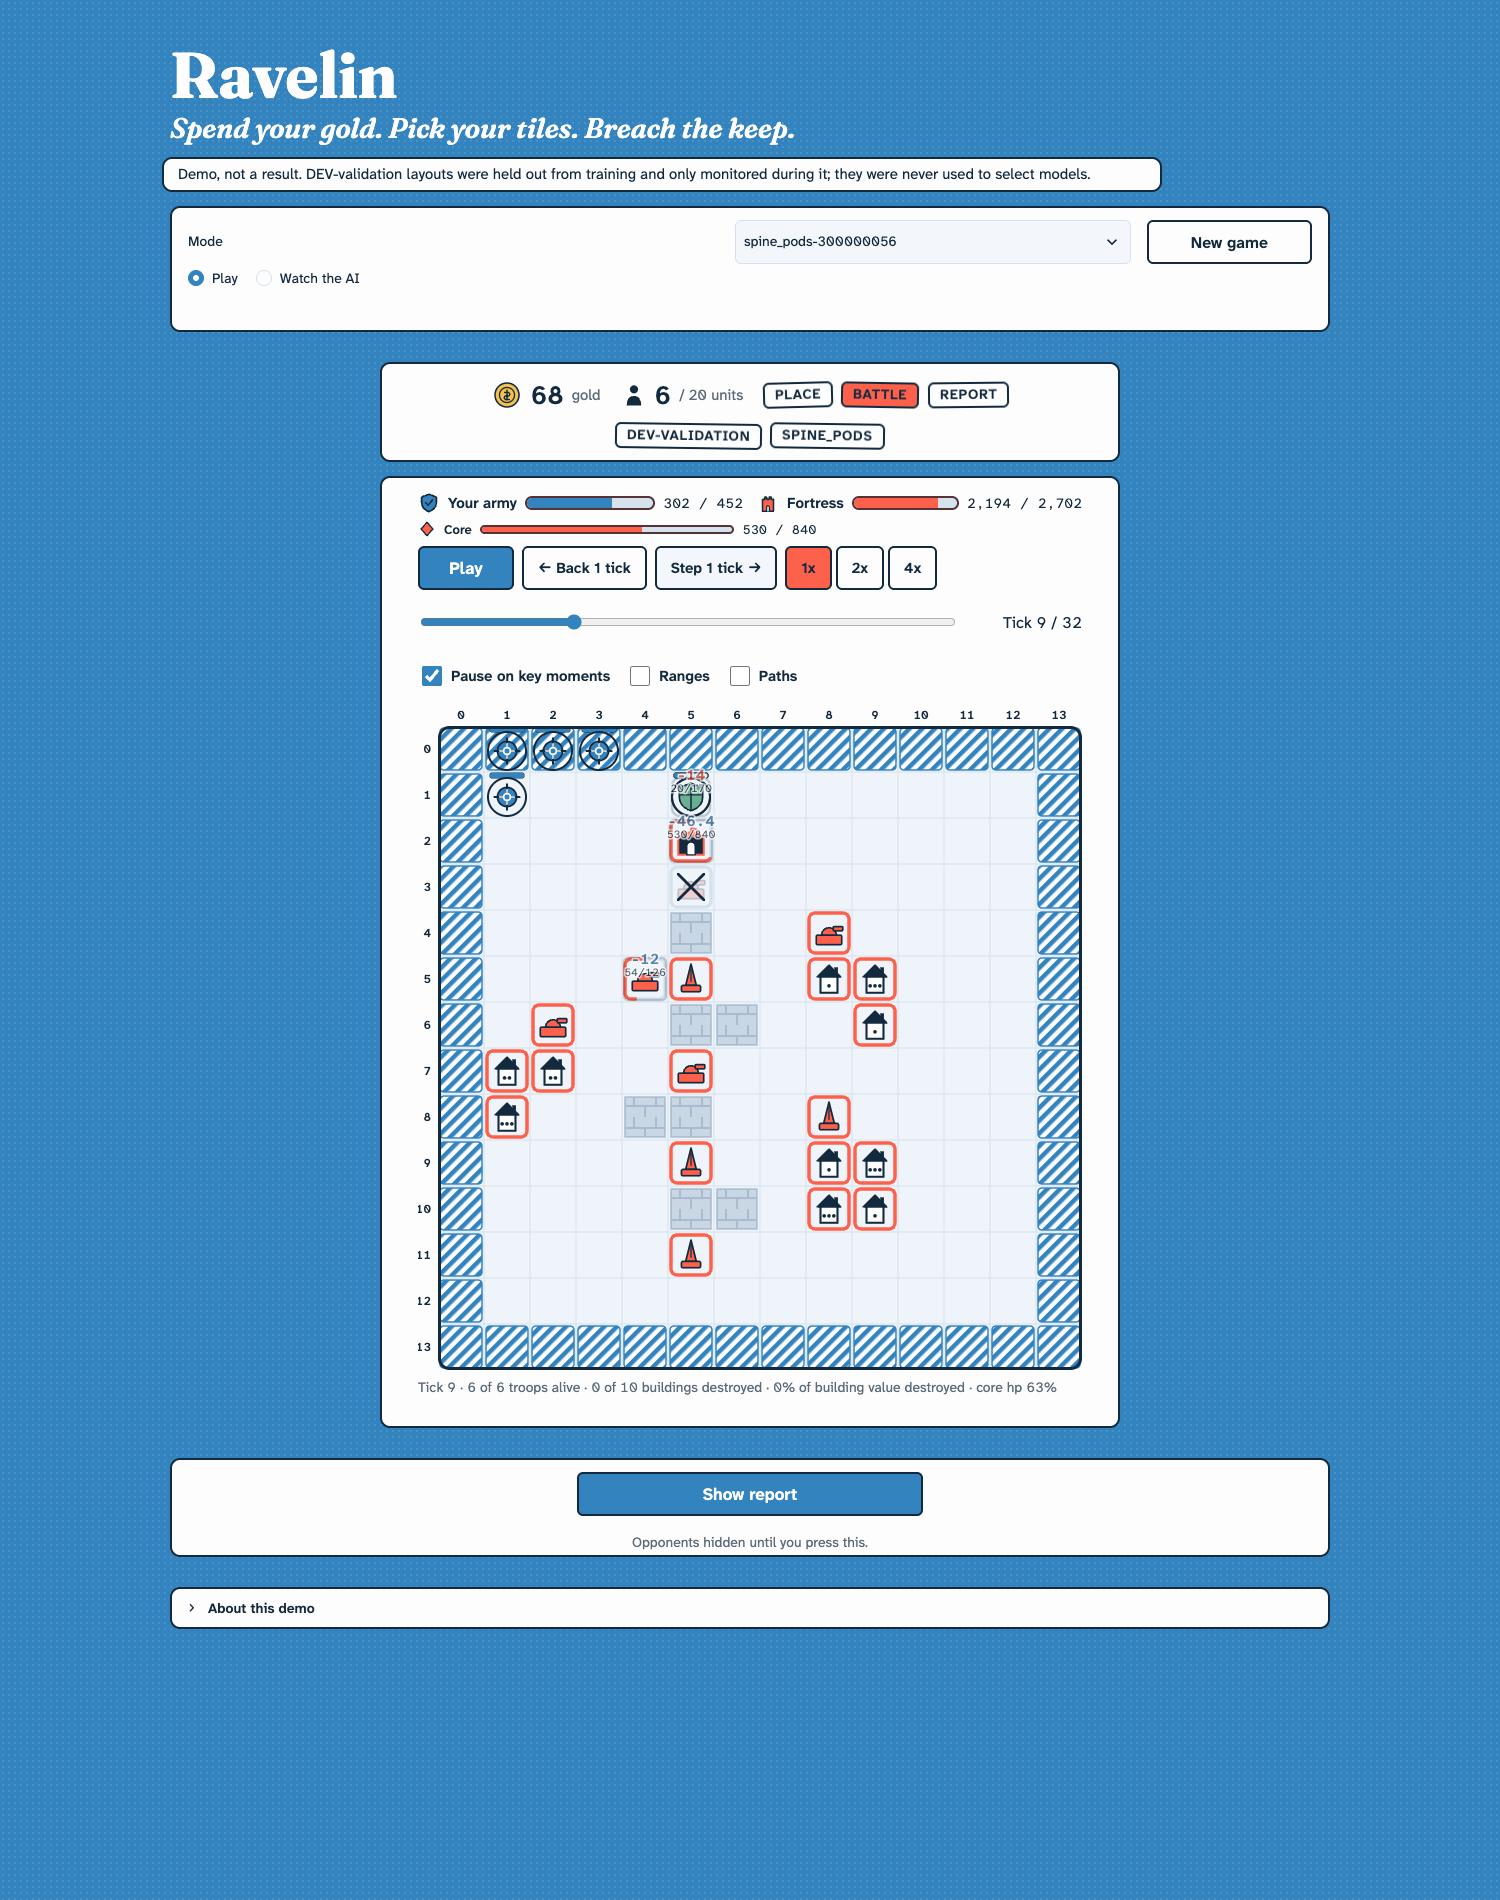 Ravelin
Spend your gold. Pick your tiles. Breach the keep.
Demo, not a result. DEV-validation layouts were held out from training and only monitored during it; they were never used to select models.
Mode
spine_pods-300000056
New game
Play
Watch the AI
68 gold
6 / 20 units
PLACE
BATTLE
REPORT
DEV-VALIDATION
SPINE_PODS
Your army 302 / 452
Fortress 2,194 / 2,702
Core 530 / 840
Play
← Back 1 tick
Step 1 tick →
1x
2x
4x
Tick 9 / 32
Pause on key moments
Ranges
Paths
0 1 2 3 4 5 6 7 8 9 10 11 12 13
0
1
-14
20/170
2
-46.4
530/840
3
4
5
-12
54/126
6
7
8
9
10
11
12
13
Tick 9 · 6 of 6 troops alive · 0 of 10 buildings destroyed · 0% of building value destroyed · core hp 63%
Show report
Opponents hidden until you press this.
About this demo